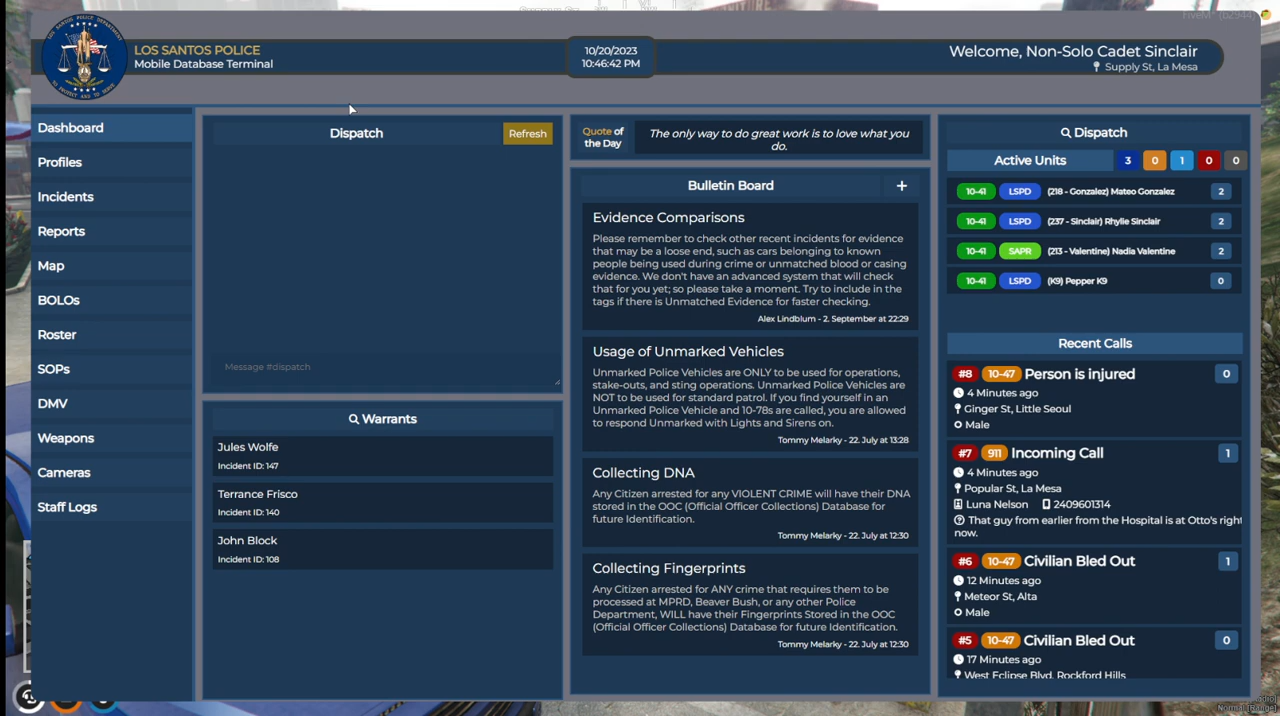 FiveM® (b2944)
LOS SANTOS POLICE
Mobile Database Terminal
10/20/2023
10:46:42 PM
Welcome, Non-Solo Cadet Sinclair
Supply St, La Mesa
Dashboard
Profiles
Incidents
Reports
Map
BOLOs
Roster
SOPs
DMV
Weapons
Cameras
Staff Logs
Dispatch
Refresh
Message #dispatch
Warrants
Jules Wolfe
Incident ID: 147
Terrance Frisco
Incident ID: 140
John Block
Incident ID: 108
Quote of
the Day
The only way to do great work is to love what you
do.
Bulletin Board +
Evidence Comparisons
Please remember to check other recent incidents for evidence
that may be a loose end, such as cars belonging to known
people being used during crime or unmatched blood or casing
evidence. We don't have an advanced system that will check
that for you yet; so please take a moment. Try to include in the
tags if there is Unmatched Evidence for faster checking.
Alex Lindblum - 2. September at 22:29
Usage of Unmarked Vehicles
Unmarked Police Vehicles are ONLY to be used for operations,
stake-outs, and sting operations. Unmarked Police Vehicles are
NOT to be used for standard patrol. If you find yourself in an
Unmarked Police Vehicle and 10-78s are called, you are allowed
to respond Unmarked with Lights and Sirens on.
Tommy Melarky - 22. July at 13:28
Collecting DNA
Any Citizen arrested for any VIOLENT CRIME will have their DNA
stored in the OOC (Official Officer Collections) Database for
future Identification.
Tommy Melarky - 22. July at 12:30
Collecting Fingerprints
Any Citizen arrested for ANY crime that requires them to be
processed at MPRD, Beaver Bush, or any other Police
Department, WILL have their Fingerprints Stored in the OOC
(Official Officer Collections) Database for future Identification.
Tommy Melarky - 22. July at 12:30
Dispatch
Active Units 3 0 1 0 0
10-41 LSPD (218 - Gonzalez) Mateo Gonzalez 2
10-41 LSPD (237 - Sinclair) Rhylie Sinclair 2
10-41 SAPR (213 - Valentine) Nadia Valentine 2
10-41 LSPD (K9) Pepper K9 0
Recent Calls
#8 10-47 Person is injured 0
4 Minutes ago
Ginger St, Little Seoul
Male
#7 911 Incoming Call 1
4 Minutes ago
Popular St, La Mesa
Luna Nelson 2409601314
That guy from earlier from the Hospital is at Otto's right
now.
#6 10-47 Civilian Bled Out 1
12 Minutes ago
Meteor St, Alta
Male
#5 10-47 Civilian Bled Out 0
17 Minutes ago
West Eclipse Blvd, Rockford Hills
Normal [Range]